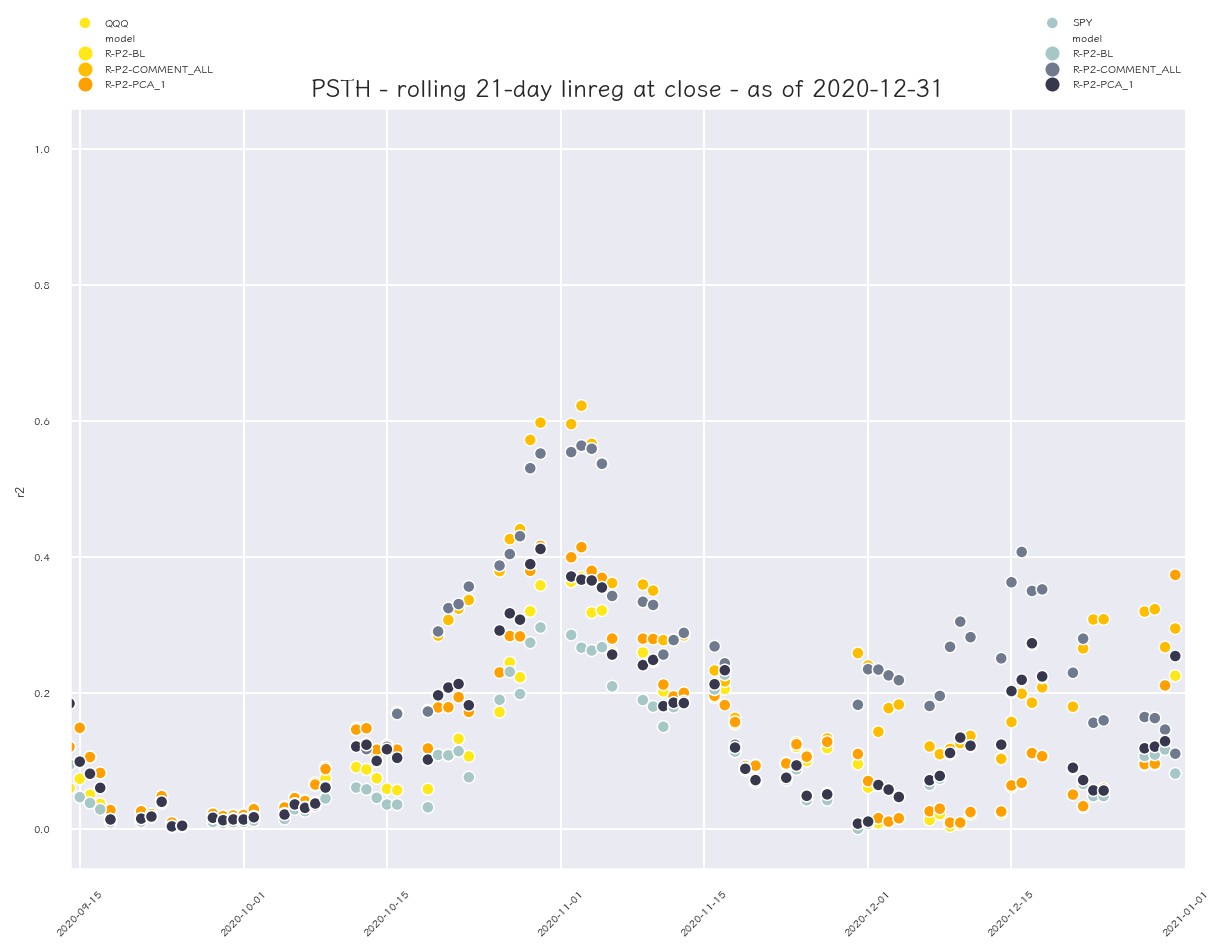 QQQ
model
R-P2-BL
R-P2-COMMENT_ALL
R-P2-PCA_1
SPY
model
R-P2-BL
R-P2-COMMENT_ALL
R-P2-PCA_1
PSTH - rolling 21-day linreg at close - as of 2020-12-31
1.0
0.8
0.6
r2
0.4
0.2
0.0
2020-09-15
2020-10-01
2020-10-15
2020-11-01
2020-11-15
2020-12-01
2020-12-15
2021-01-01